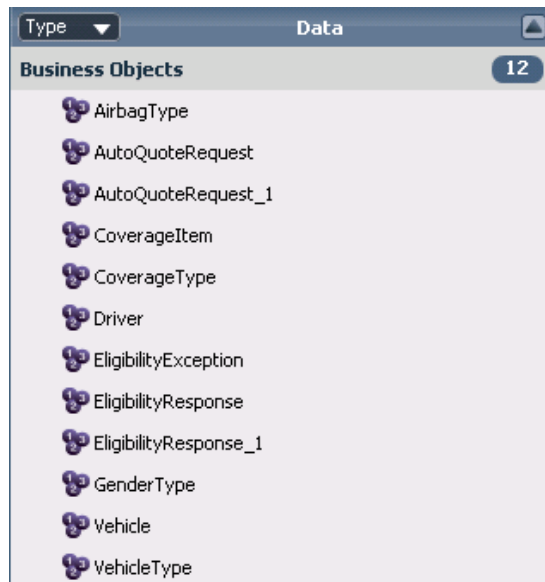 Type Data
Business Objects 12
AirbagType
AutoQuoteRequest
AutoQuoteRequest_1
CoverageItem
CoverageType
Driver
EligibilityException
EligibilityResponse
EligibilityResponse_1
GenderType
Vehicle
VehicleType